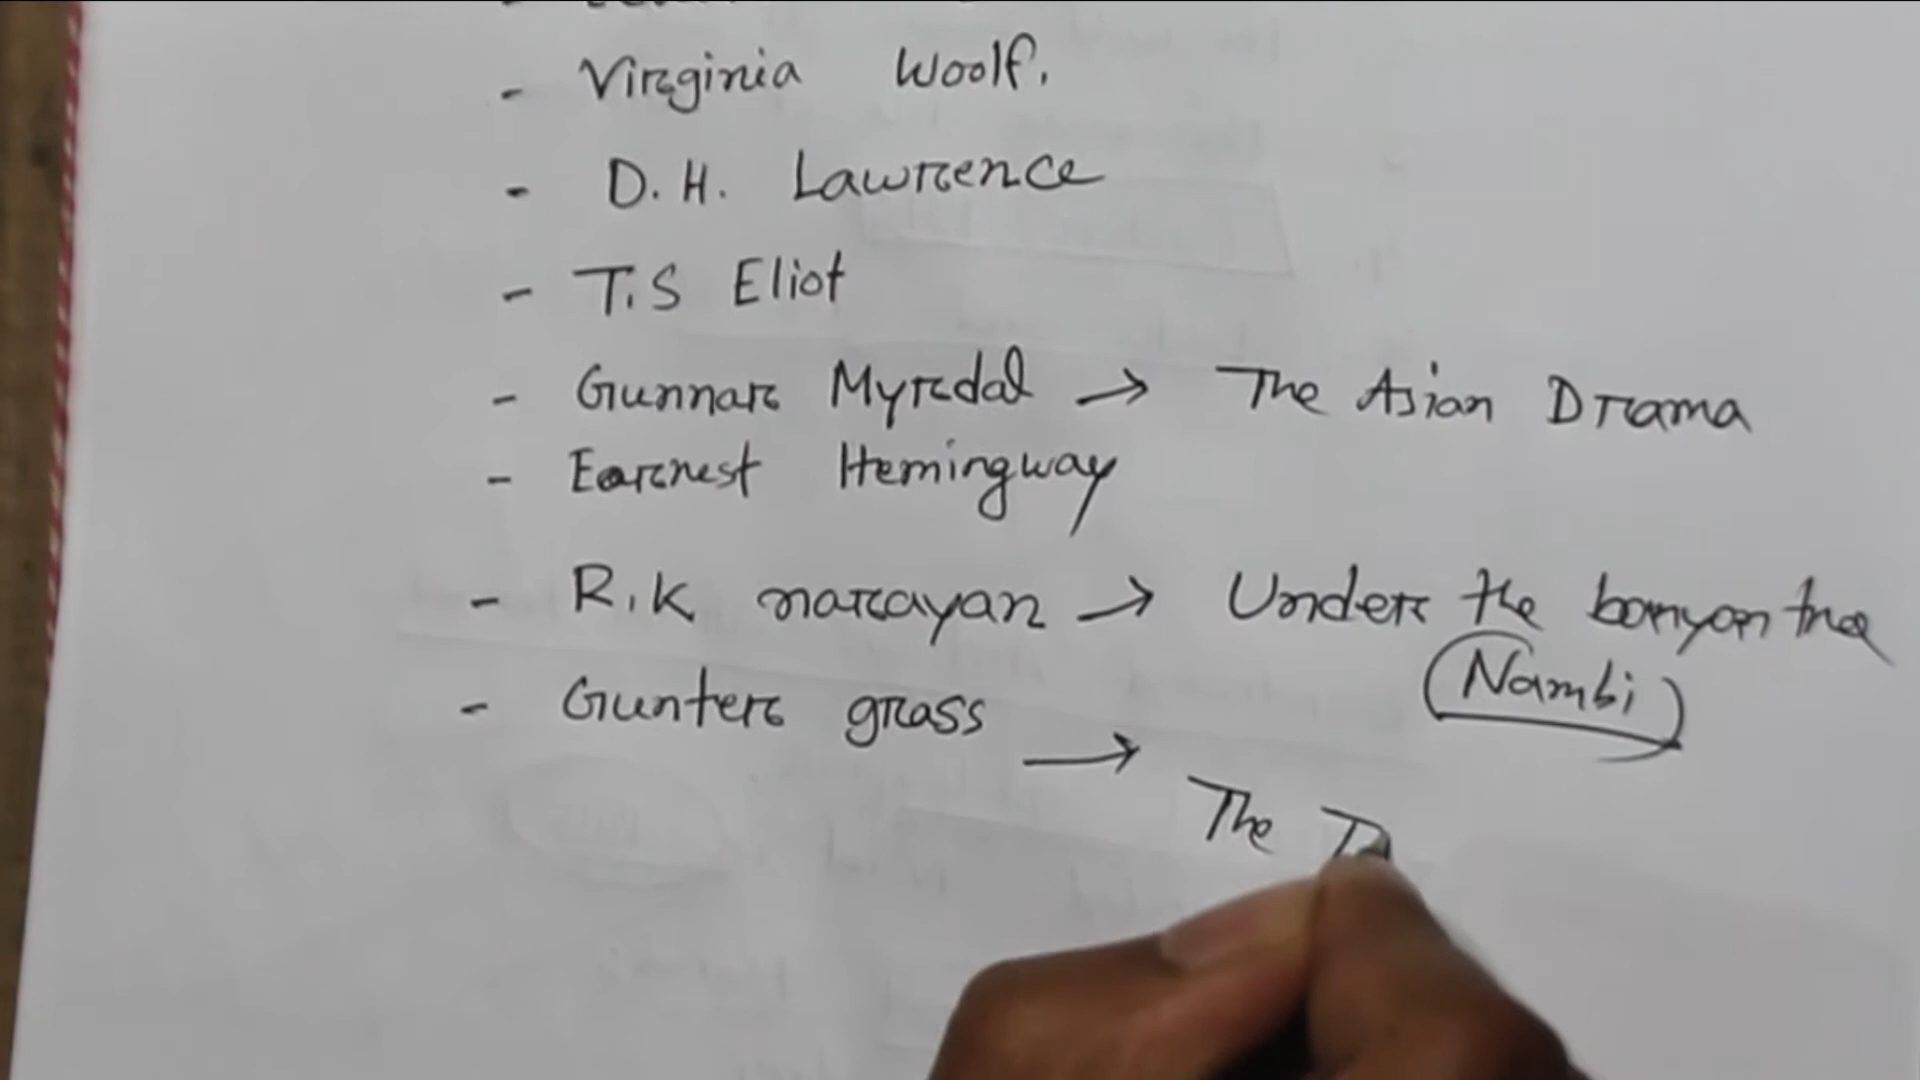 - Virginia Woolf.
- D. H. Lawrence
- T.S Eliot
- Gunnar Myrdal → The Asian Drama
- Earnest Hemingway
- R.K narayan → Under the banyan tree
(Nambi)
- Gunter grass → The